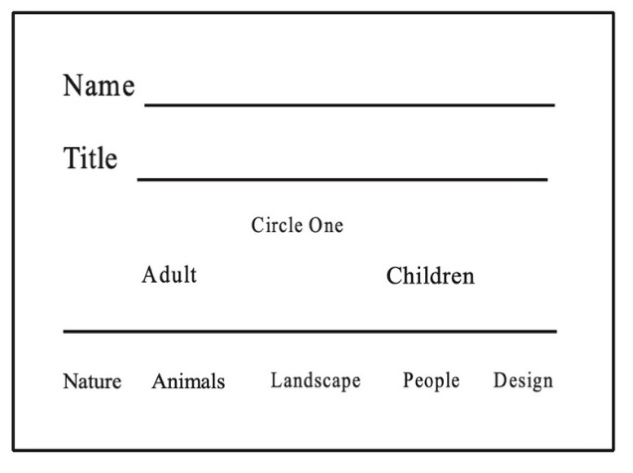 Name
Title
Circle One
Adult Children
Nature Animals Landscape People Design